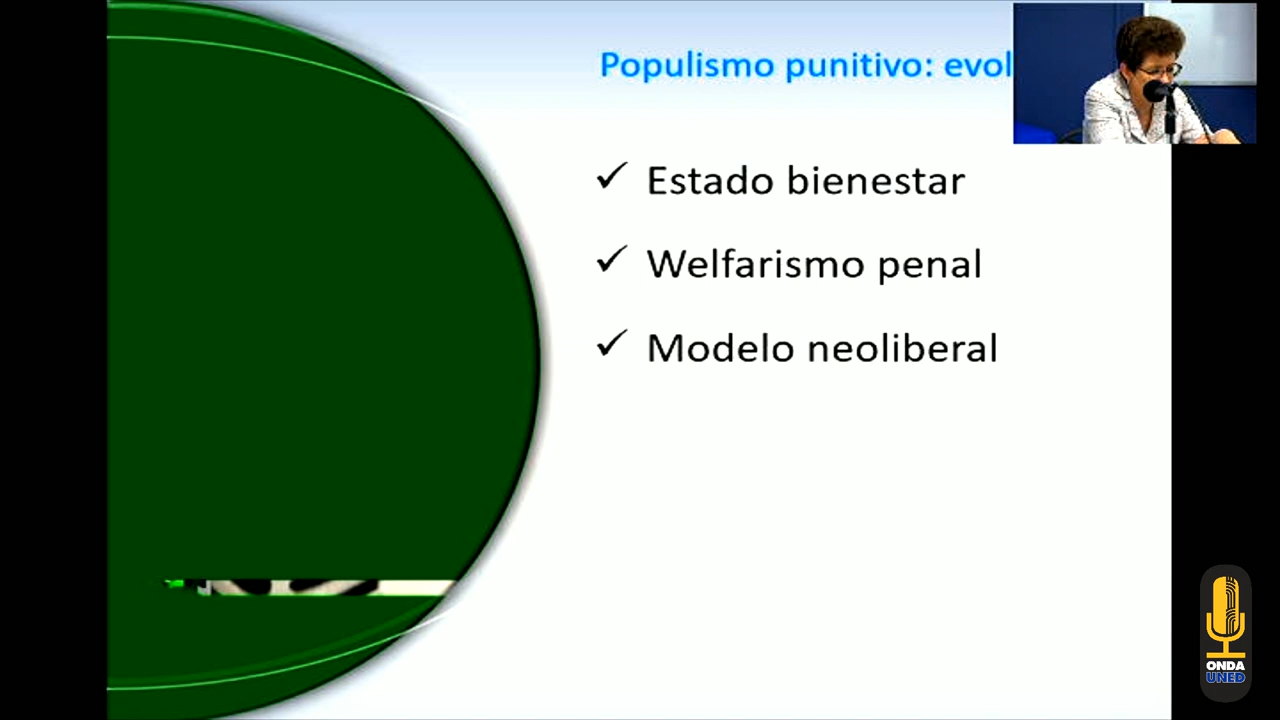 Populismo punitivo: evol
Estado bienestar
Welfarismo penal
Modelo neoliberal
ONDA
UNED